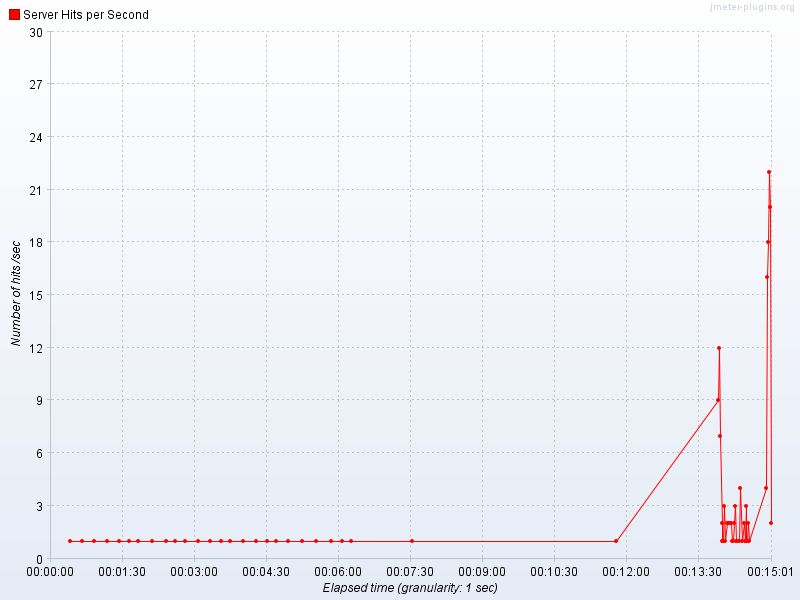 jmeter-plugins.org
Server Hits per Second
30
27
24
21
18
15
12
9
6
3
0
Number of hits /sec
00:00:00 00:01:30 00:03:00 00:04:30 00:06:00 00:07:30 00:09:00 00:10:30 00:12:00 00:13:30 00:15:01
Elapsed time (granularity: 1 sec)